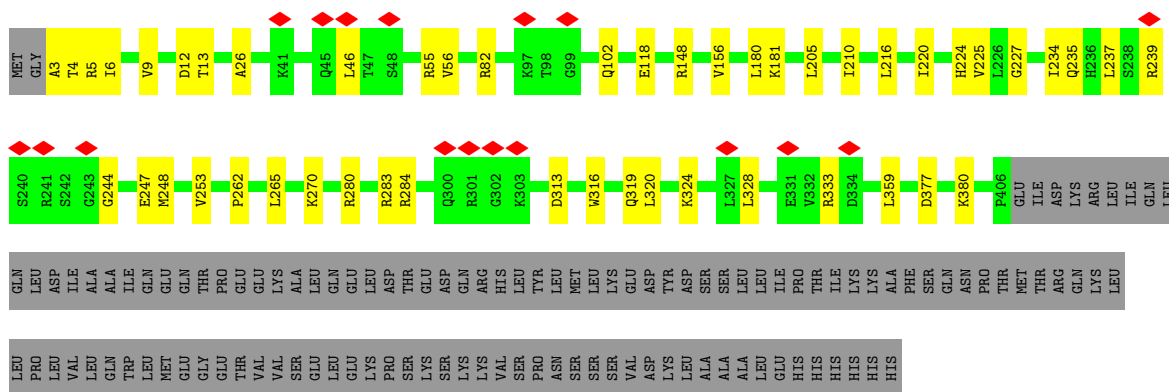 MET GLY A3 T4 R5 I6 V9 D12 T13 A26 K41 Q45 L46 T47 S48 R55 V56 R82 K97 T98 G99 Q102 E118 R148 V156 L180 K181 L205 I210 L216 I220 H224 V225 L226 G227 I234 Q235 H236 L237 S238 R239
S240 R241 S242 G243 G244 E247 M248 V253 P262 L265 K270 R280 R283 R284 Q300 R301 G302 K303 D313 W316 Q319 L320 K324 L327 L328 E331 V332 R333 D334 L359 D377 K380 P406 GLU ILE ASP LYS ARG LEU ILE GLN LEU
GLN LEU ASP ILE ALA ALA ILE GLN GLU GLN THR PRO GLU GLU LYS ALA LEU GLN GLU LEU ASP THR GLU ASP GLN ARG HIS LEU TYR ASN LEU MET LEU LYS GLU ASP TYR ASP SER SER LEU LEU ILE PRO THR ILE LYS LYS ALA PHE SER GLN ASN PRO THR MET THR ARG GLN LYS LEU
LEU PRO LEU VAL LEU GLN TRP LEU MET GLU GLY GLU THR VAL VAL SER GLU LEU GLU LYS PRO SER LYS SER LYS LYS VAL SER PRO ASN SER SER SER VAL ASP LYS LEU ALA ALA ALA LEU GLU HIS HIS HIS HIS HIS HIS